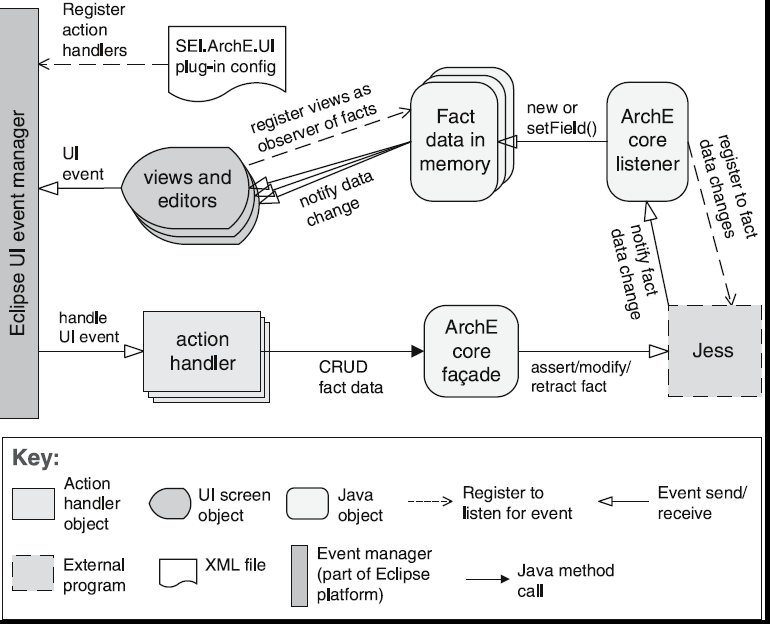 Register
action
handlers
SEI.ArchE.UI
plug-in config
register views as
observer of facts
Fact
data in
memory
new or
setField()
ArchE
core
listener
register to fact
data changes
Eclipse UI event manager
UI
event
views and
editors
notify data
change
notify fact
data change
handle
UI event
action
handler
CRUD
fact data
ArchE
core
façade
assert/modify/
retract fact
Jess
Key:
Action
handler
object
UI screen
object
Java
object
Register to
listen for event
Event send/
receive
External
program
XML file
Event manager
(part of Eclipse
platform)
Java method
call